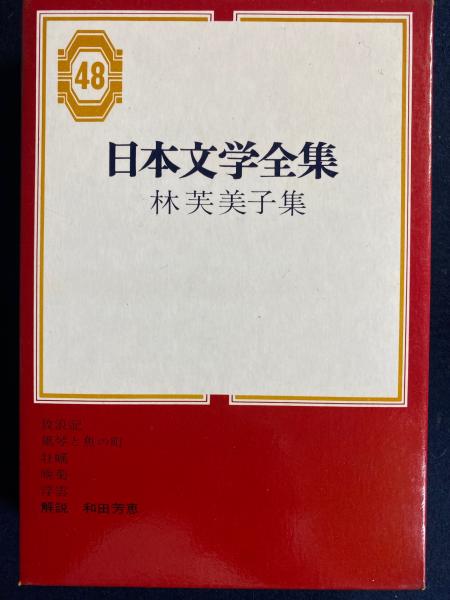 48
日本文学全集
林芙美子集
放浪記
風琴と魚の町
牡蠣
晩菊
浮雲
解説 和田芳恵